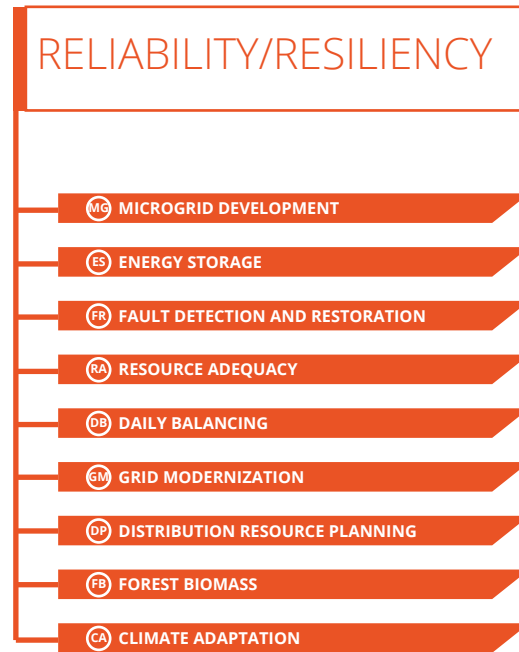 RELIABILITY/RESILIENCY
MG MICROGRID DEVELOPMENT
ES ENERGY STORAGE
FR FAULT DETECTION AND RESTORATION
RA RESOURCE ADEQUACY
DB DAILY BALANCING
GM GRID MODERNIZATION
DP DISTRIBUTION RESOURCE PLANNING
FB FOREST BIOMASS
CA CLIMATE ADAPTATION